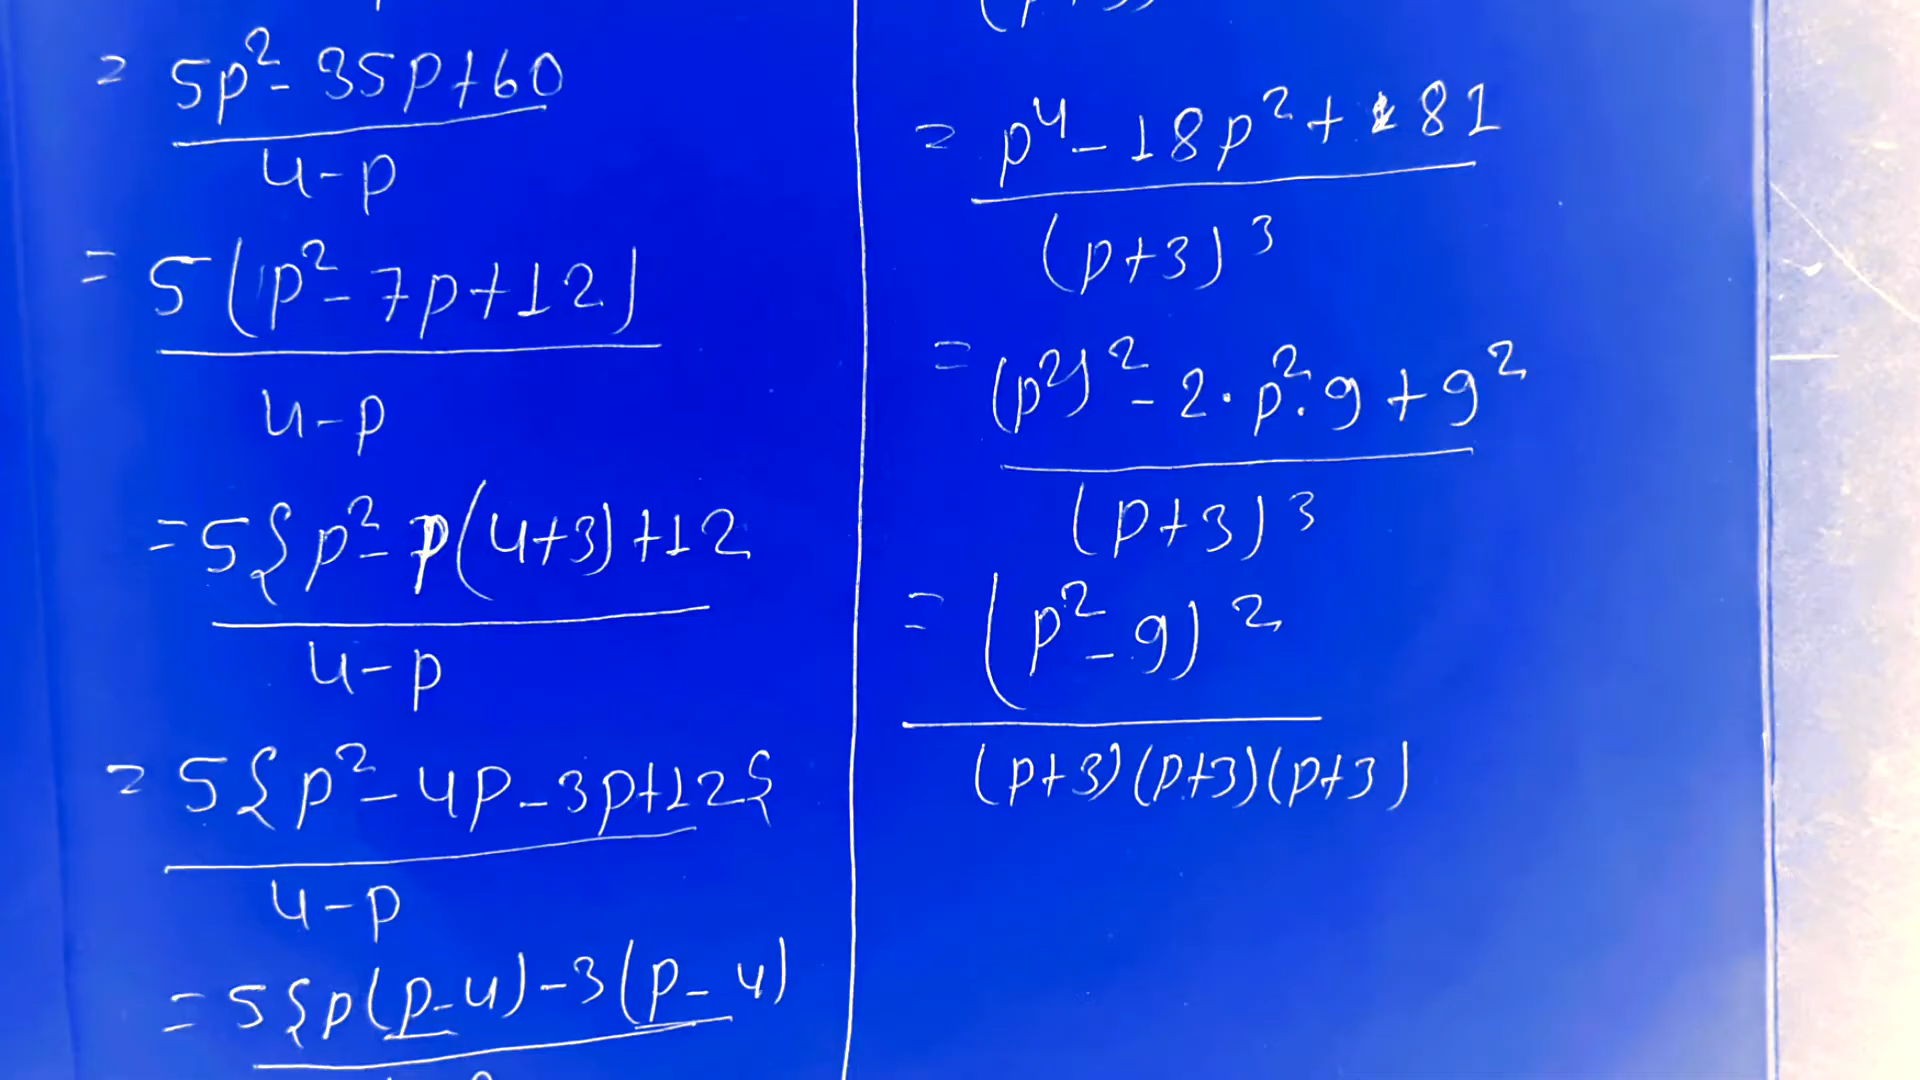 = 5p² - 35p + 60
4 - p
= 5(p² - 7p + 12)
4 - p
= 5{p² - p(4+3) + 12
4 - p
= 5{p² - 4p - 3p + 12}
4 - p
= 5{p(p - 4) - 3(p - 4)
= p⁴ - 18p² + 81
(p+3)³
= (p²)² - 2·p²·9 + 9²
(p+3)³
= (p² - 9)²
(p+3)(p+3)(p+3)